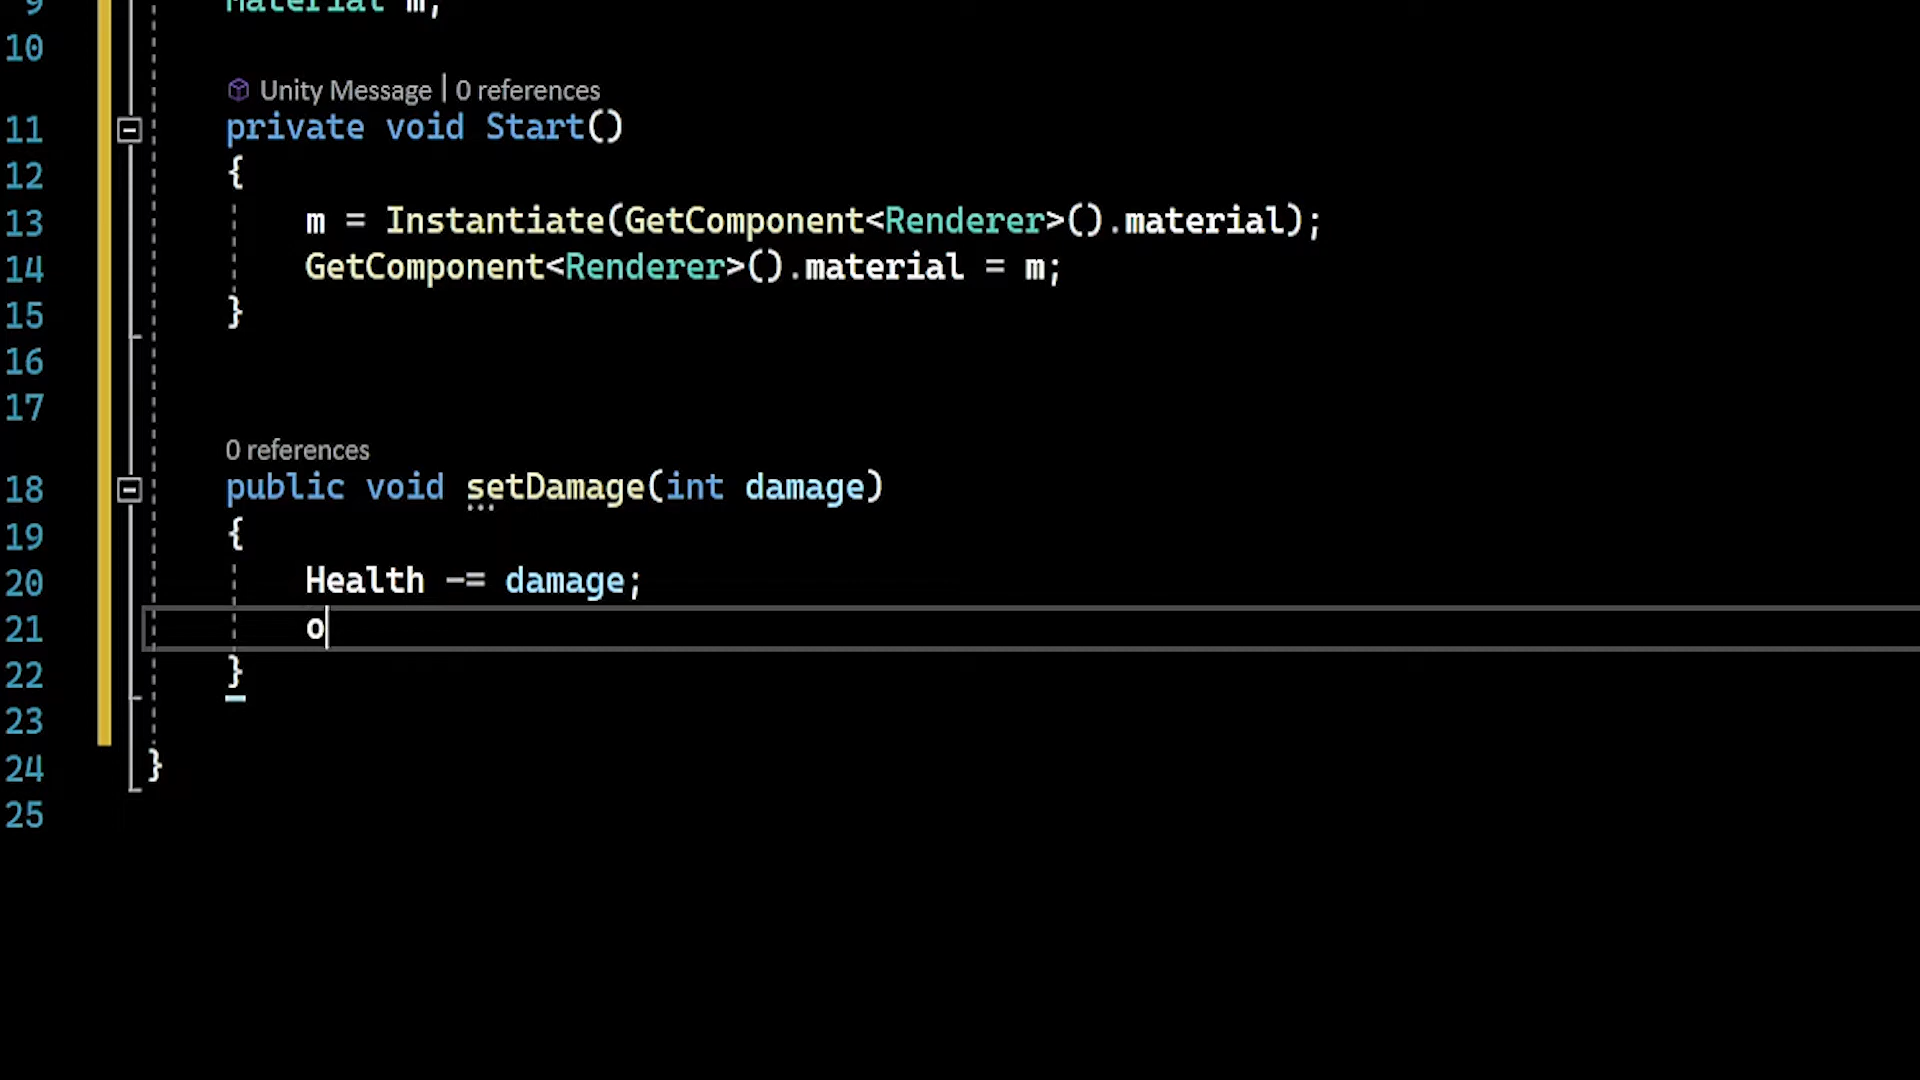 9 Material m;
10
Unity Message | 0 references
11 private void Start()
12 {
13 m = Instantiate(GetComponent<Renderer>().material);
14 GetComponent<Renderer>().material = m;
15 }
16
17
0 references
18 public void setDamage(int damage)
19 {
20 Health -= damage;
21 o
22 }
23
24 }
25